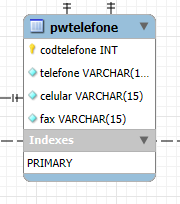 pwtelefone
codtelefone INT
telefone VARCHAR(1...
celular VARCHAR(15)
fax VARCHAR(15)
Indexes
PRIMARY